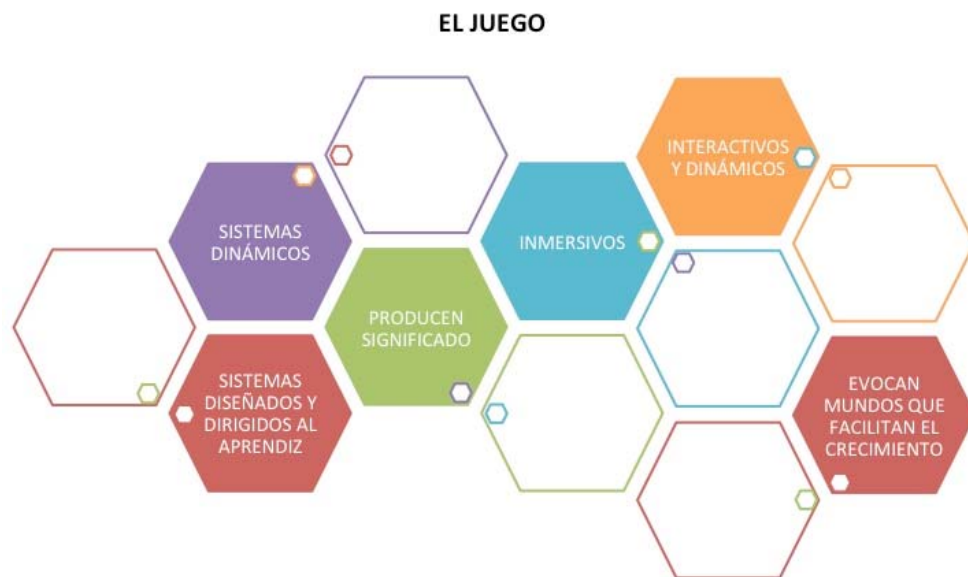 EL JUEGO
INTERACTIVOS
Y DINÁMICOS
SISTEMAS
DINÁMICOS
INMERSIVOS
PRODUCEN
SIGNIFICADO
SISTEMAS
DISEÑADOS Y
DIRIGIDOS AL
APRENDIZ
EVOCAN
MUNDOS QUE
FACILITAN EL
CRECIMIENTO